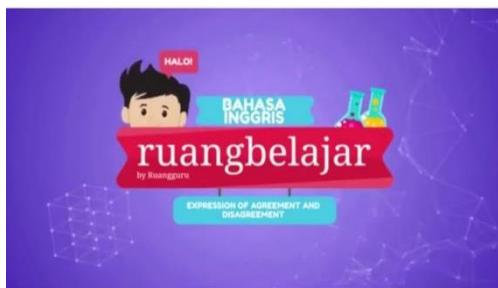 HALO!
BAHASA
INGGRIS
ruangbelajar
by Ruangguru
EXPRESSION OF AGREEMENT AND
DISAGREEMENT